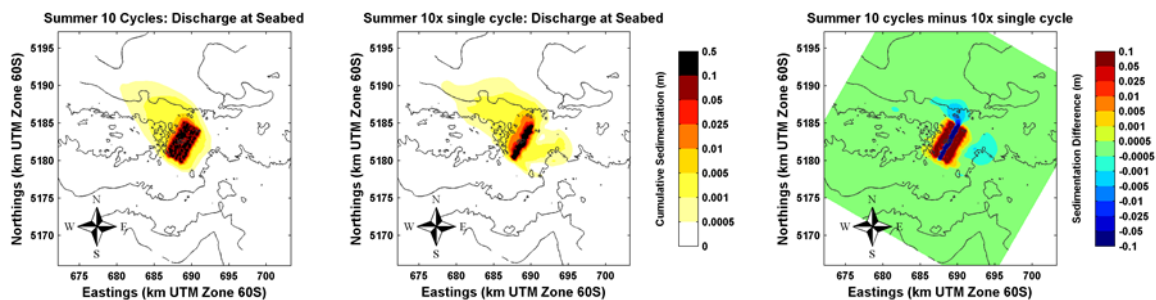 Summer 10 Cycles: Discharge at Seabed
Northings (km UTM Zone 60S)
5195
5190
5185
5180
5175
5170
N
W E
S
675 680 685 690 695 700
Eastings (km UTM Zone 60S)
Summer 10x single cycle: Discharge at Seabed
Northings (km UTM Zone 60S)
5195
5190
5185
5180
5175
5170
N
W E
S
675 680 685 690 695 700
Eastings (km UTM Zone 60S)
Cumulative Sedimentation (m)
0.5
0.1
0.05
0.025
0.01
0.005
0.001
0.0005
0
Summer 10 cycles minus 10x single cycle
Northings (km UTM Zone 60S)
5195
5190
5185
5180
5175
5170
N
W E
S
675 680 685 690 695 700
Eastings (km UTM Zone 60S)
Sedimentation Difference (m)
0.1
0.05
0.025
0.01
0.005
0.001
0.0005
-0.0005
-0.001
-0.005
-0.01
-0.025
-0.05
-0.1